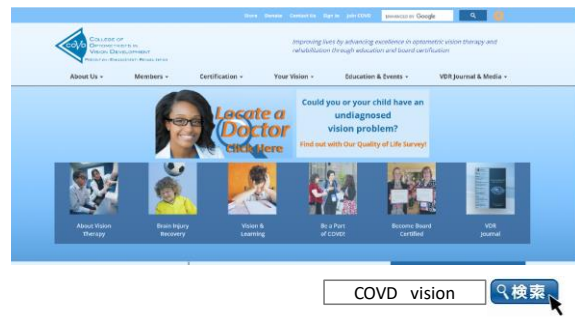 Store Donate Contact Us Sign In Join COVD ENHANCED BY Google
COVD
College of
Optometrists in
Vision Development
Improving lives by advancing excellence in optometric vision therapy and
rehabilitation through education and board certification
About Us Members Certification Your Vision Education & Events VDR Journal & Media
Locate a
Doctor
Click Here
Could you or your child have an
undiagnosed
vision problem?
Find out with Our Quality of Life Survey!
About Vision
Therapy
Brain Injury
Recovery
Vision &
Learning
Be a Part
of COVD!
Become Board
Certified
VDR
Journal
COVD vision
検索